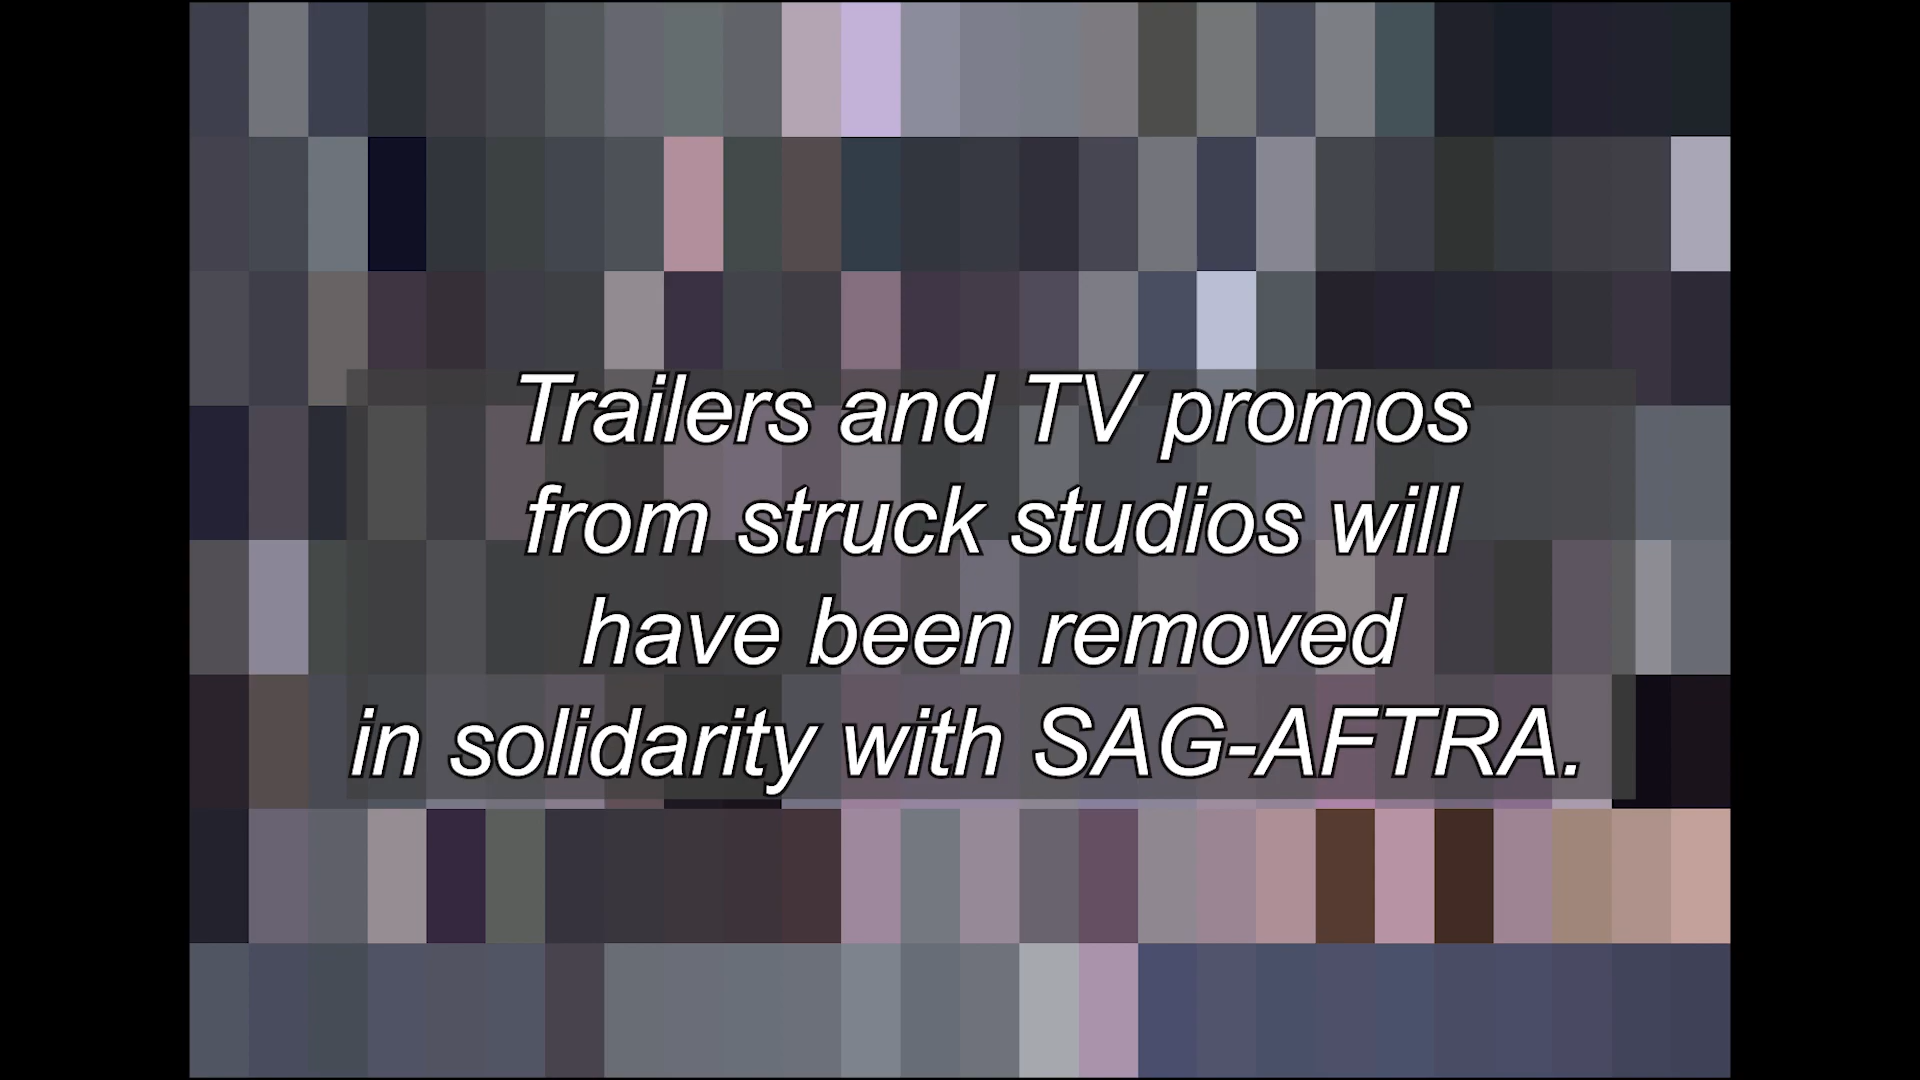 Trailers and TV promos
from struck studios will
have been removed
in solidarity with SAG-AFTRA.